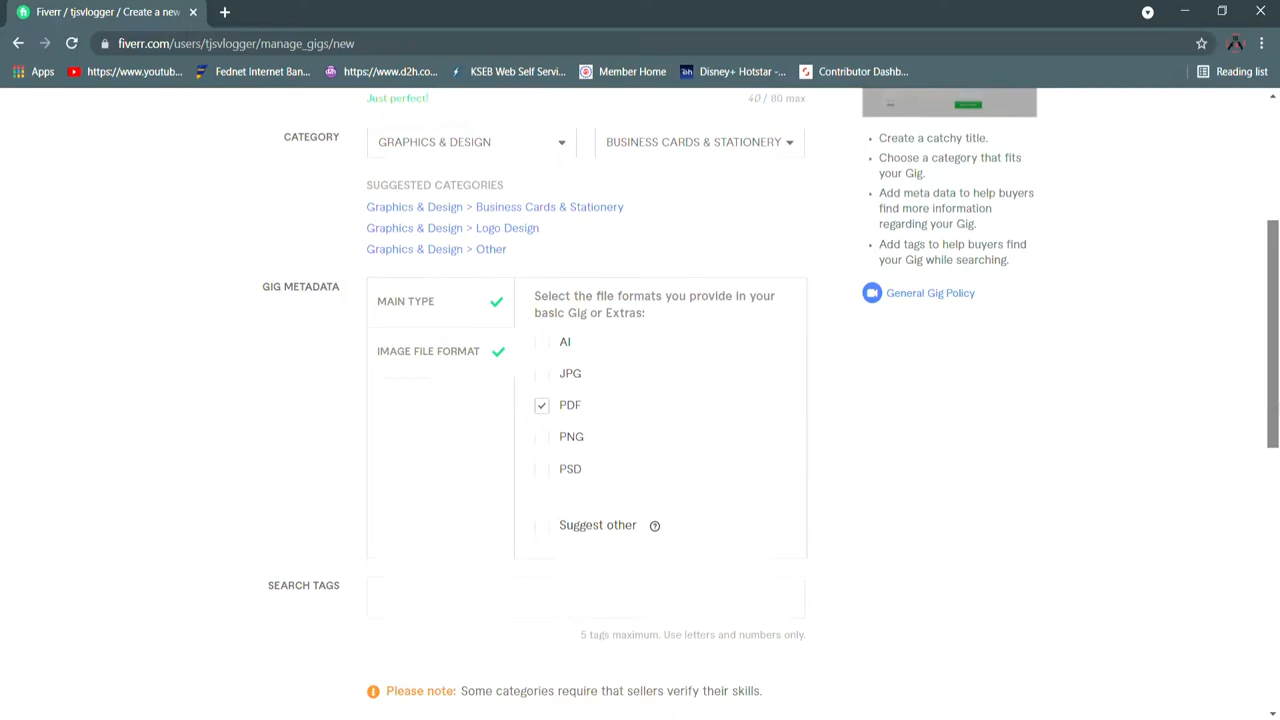 Fiverr / tjsvlogger / Create a new
fiverr.com/users/tjsvlogger/manage_gigs/new
Apps https://www.youtub... Fednet Internet Ban... https://www.d2h.co... KSEB Web Self Servi... Member Home Disney+ Hotstar -... Contributor Dashb... Reading list
Just perfect! 40 / 80 max
CATEGORY GRAPHICS & DESIGN BUSINESS CARDS & STATIONERY
SUGGESTED CATEGORIES
Graphics & Design > Business Cards & Stationery
Graphics & Design > Logo Design
Graphics & Design > Other
GIG METADATA
MAIN TYPE
IMAGE FILE FORMAT
Select the file formats you provide in your
basic Gig or Extras:
AI
JPG
PDF
PNG
PSD
Suggest other
SEARCH TAGS
5 tags maximum. Use letters and numbers only.
Please note: Some categories require that sellers verify their skills.
• Create a catchy title.
• Choose a category that fits
your Gig.
• Add meta data to help buyers
find more information
regarding your Gig.
• Add tags to help buyers find
your Gig while searching.
General Gig Policy